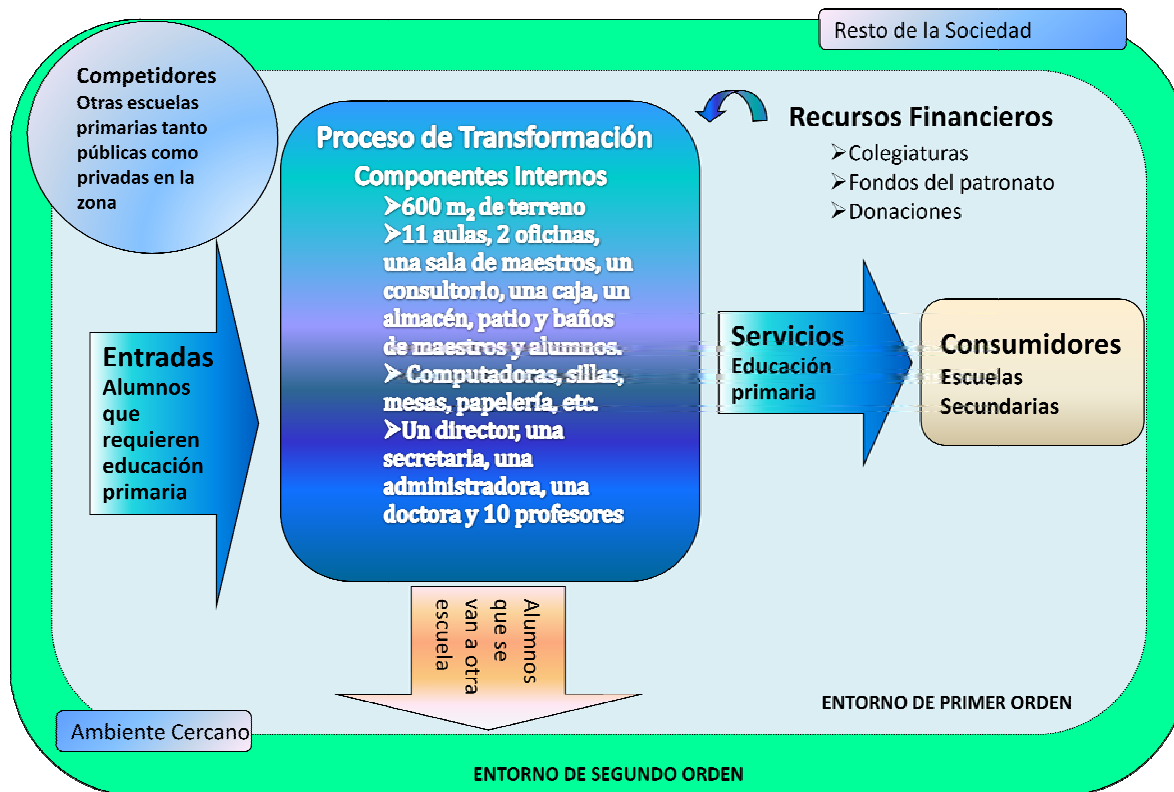 Resto de la Sociedad
Competidores
Otras escuelas
primarias tanto
públicas como
privadas en la
zona
Proceso de Transformación
Componentes Internos
➢600 m₂ de terreno
➢11 aulas, 2 oficinas,
una sala de maestros, un
consultorio, una caja, un
almacén, patio y baños
de maestros y alumnos.
➢ Computadoras, sillas,
mesas, papelería, etc.
➢Un director, una
secretaria, una
administradora, una
doctora y 10 profesores
Recursos Financieros
➢Colegiaturas
➢Fondos del patronato
➢Donaciones
Entradas
Alumnos
que
requieren
educación
primaria
Servicios
Educación
primaria
Consumidores
Escuelas
Secundarias
Alumnos
que se
van a otra
escuela
ENTORNO DE PRIMER ORDEN
Ambiente Cercano
ENTORNO DE SEGUNDO ORDEN